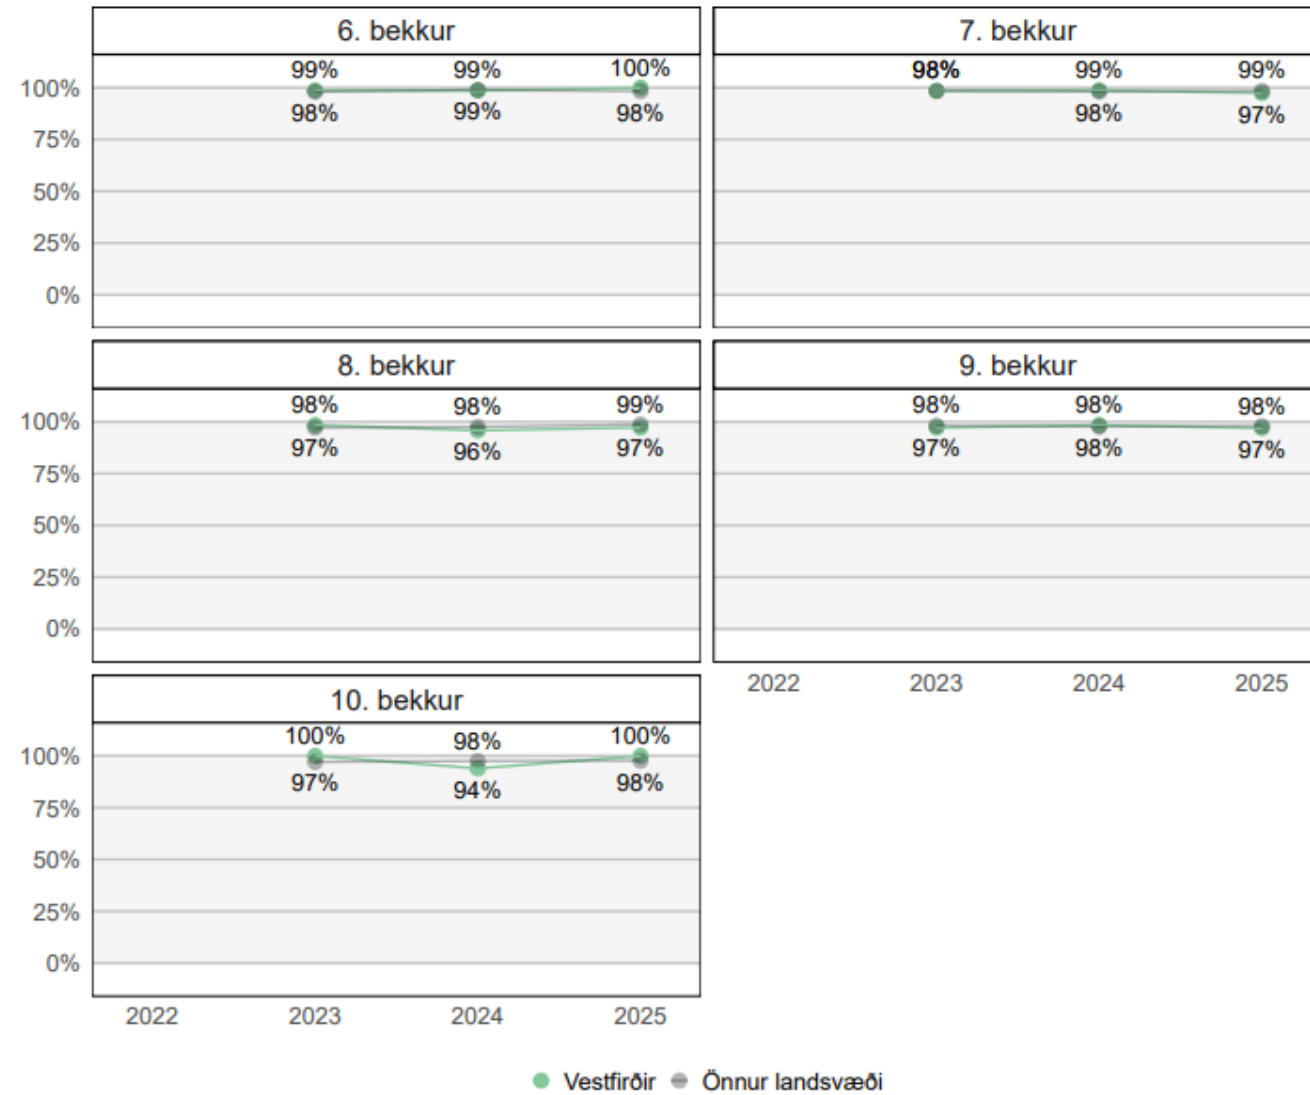 6. bekkur
7. bekkur
99% 99% 100%
98% 99% 99%
100%
98% 99% 98%
98% 97%
75%
50%
25%
0%
8. bekkur
9. bekkur
98% 98% 99%
98% 98% 98%
100%
97% 96% 97%
97% 98% 97%
75%
50%
25%
0%
2022 2023 2024 2025
10. bekkur
100% 98% 100%
100%
97% 94% 98%
75%
50%
25%
0%
2022 2023 2024 2025
Vestfirðir Önnur landsvæði